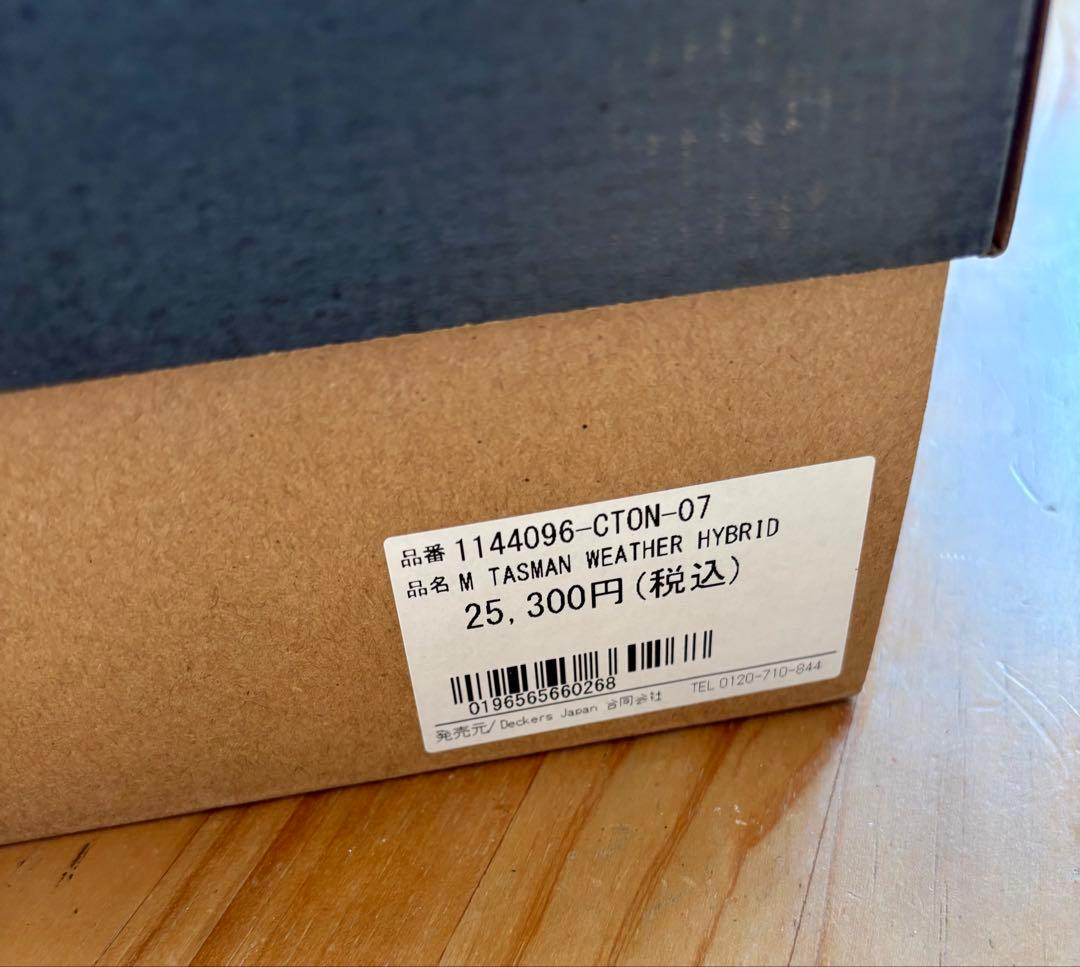 品番 1144096-CTON-07
品名 M TASMAN WEATHER HYBRID
25,300円(税込)
0196565660268
発売元/Deckers Japan 合同会社 TEL 0120-710-844